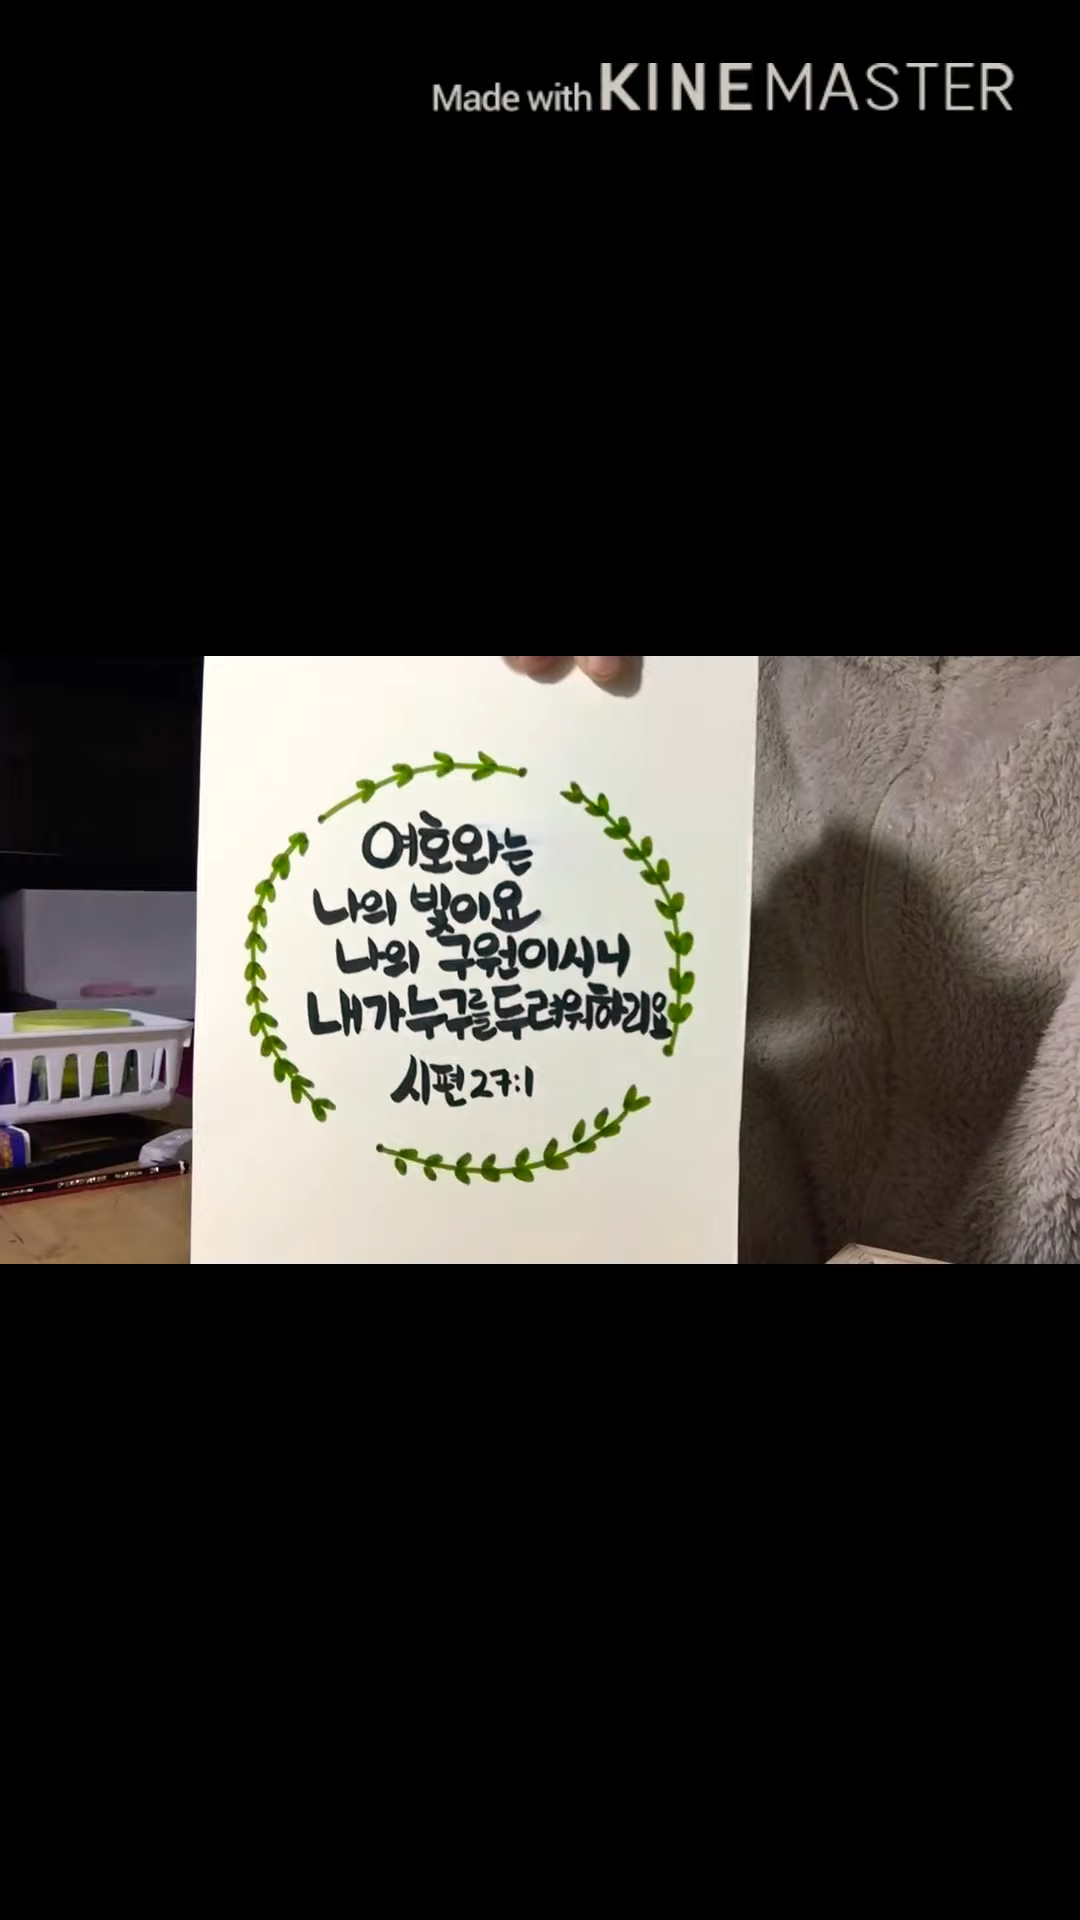 Made with KINEMASTER
여호와는
나의 빛이요
나의 구원이시니
내가 누구를 두려워하리요
시편 27:1